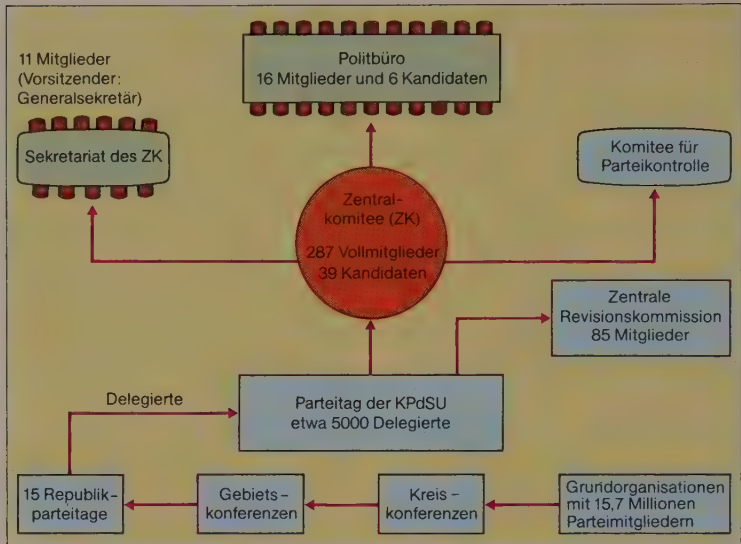 11 Mitglieder
(Vorsitzender:
Generalsekretär)
Sekretariat des ZK
Politbüro
16 Mitglieder und 6 Kandidaten
Komitee für
Parteikontrolle
Zentral-
komitee (ZK)
287 Vollmitglieder
39 Kandidaten
Zentrale
Revisionskommission
85 Mitglieder
Delegierte
Parteitag der KPdSU
etwa 5000 Delegierte
15 Republik-
parteitage
Gebiets-
konferenzen
Kreis-
konferenzen
Grundorganisationen
mit 15,7 Millionen
Parteimitgliedern